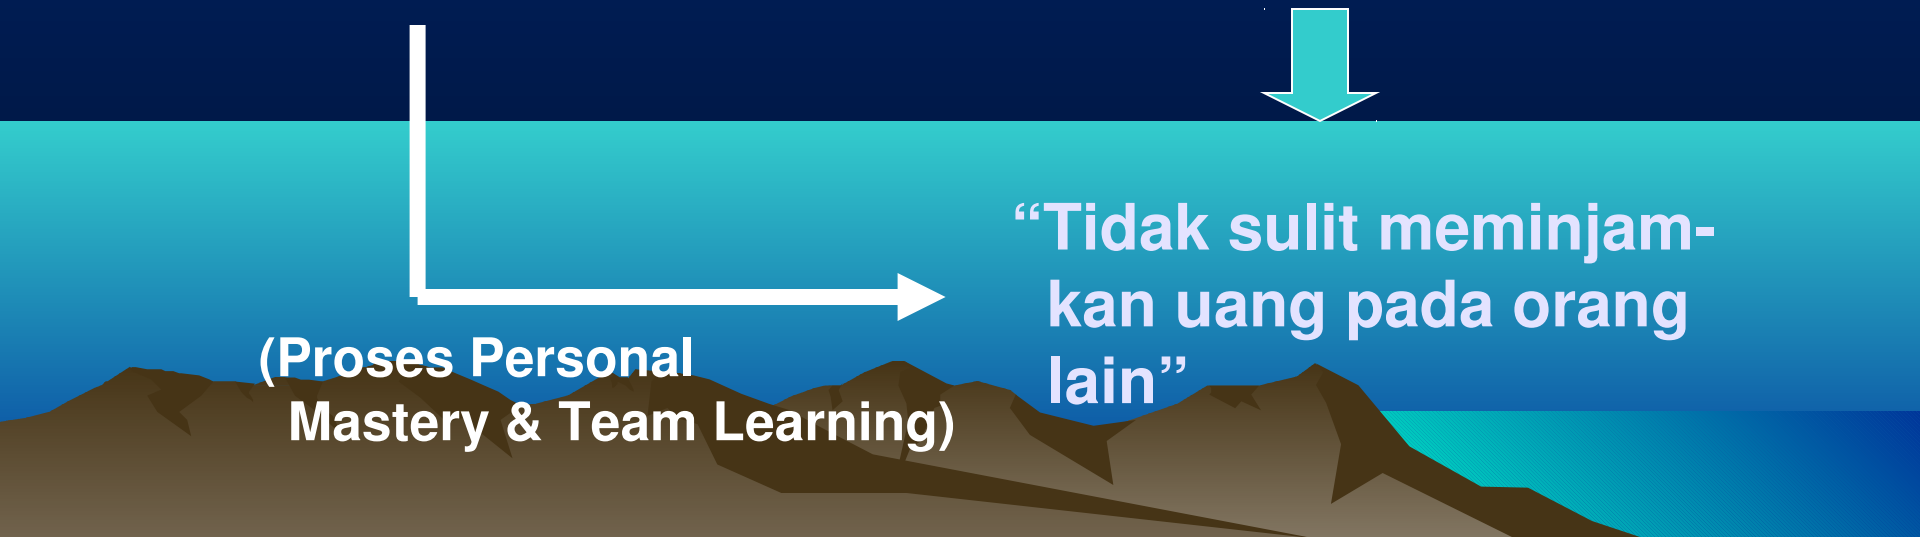 “Tidak sulit meminjam-
kan uang pada orang
lain”
(Proses Personal
Mastery & Team Learning)